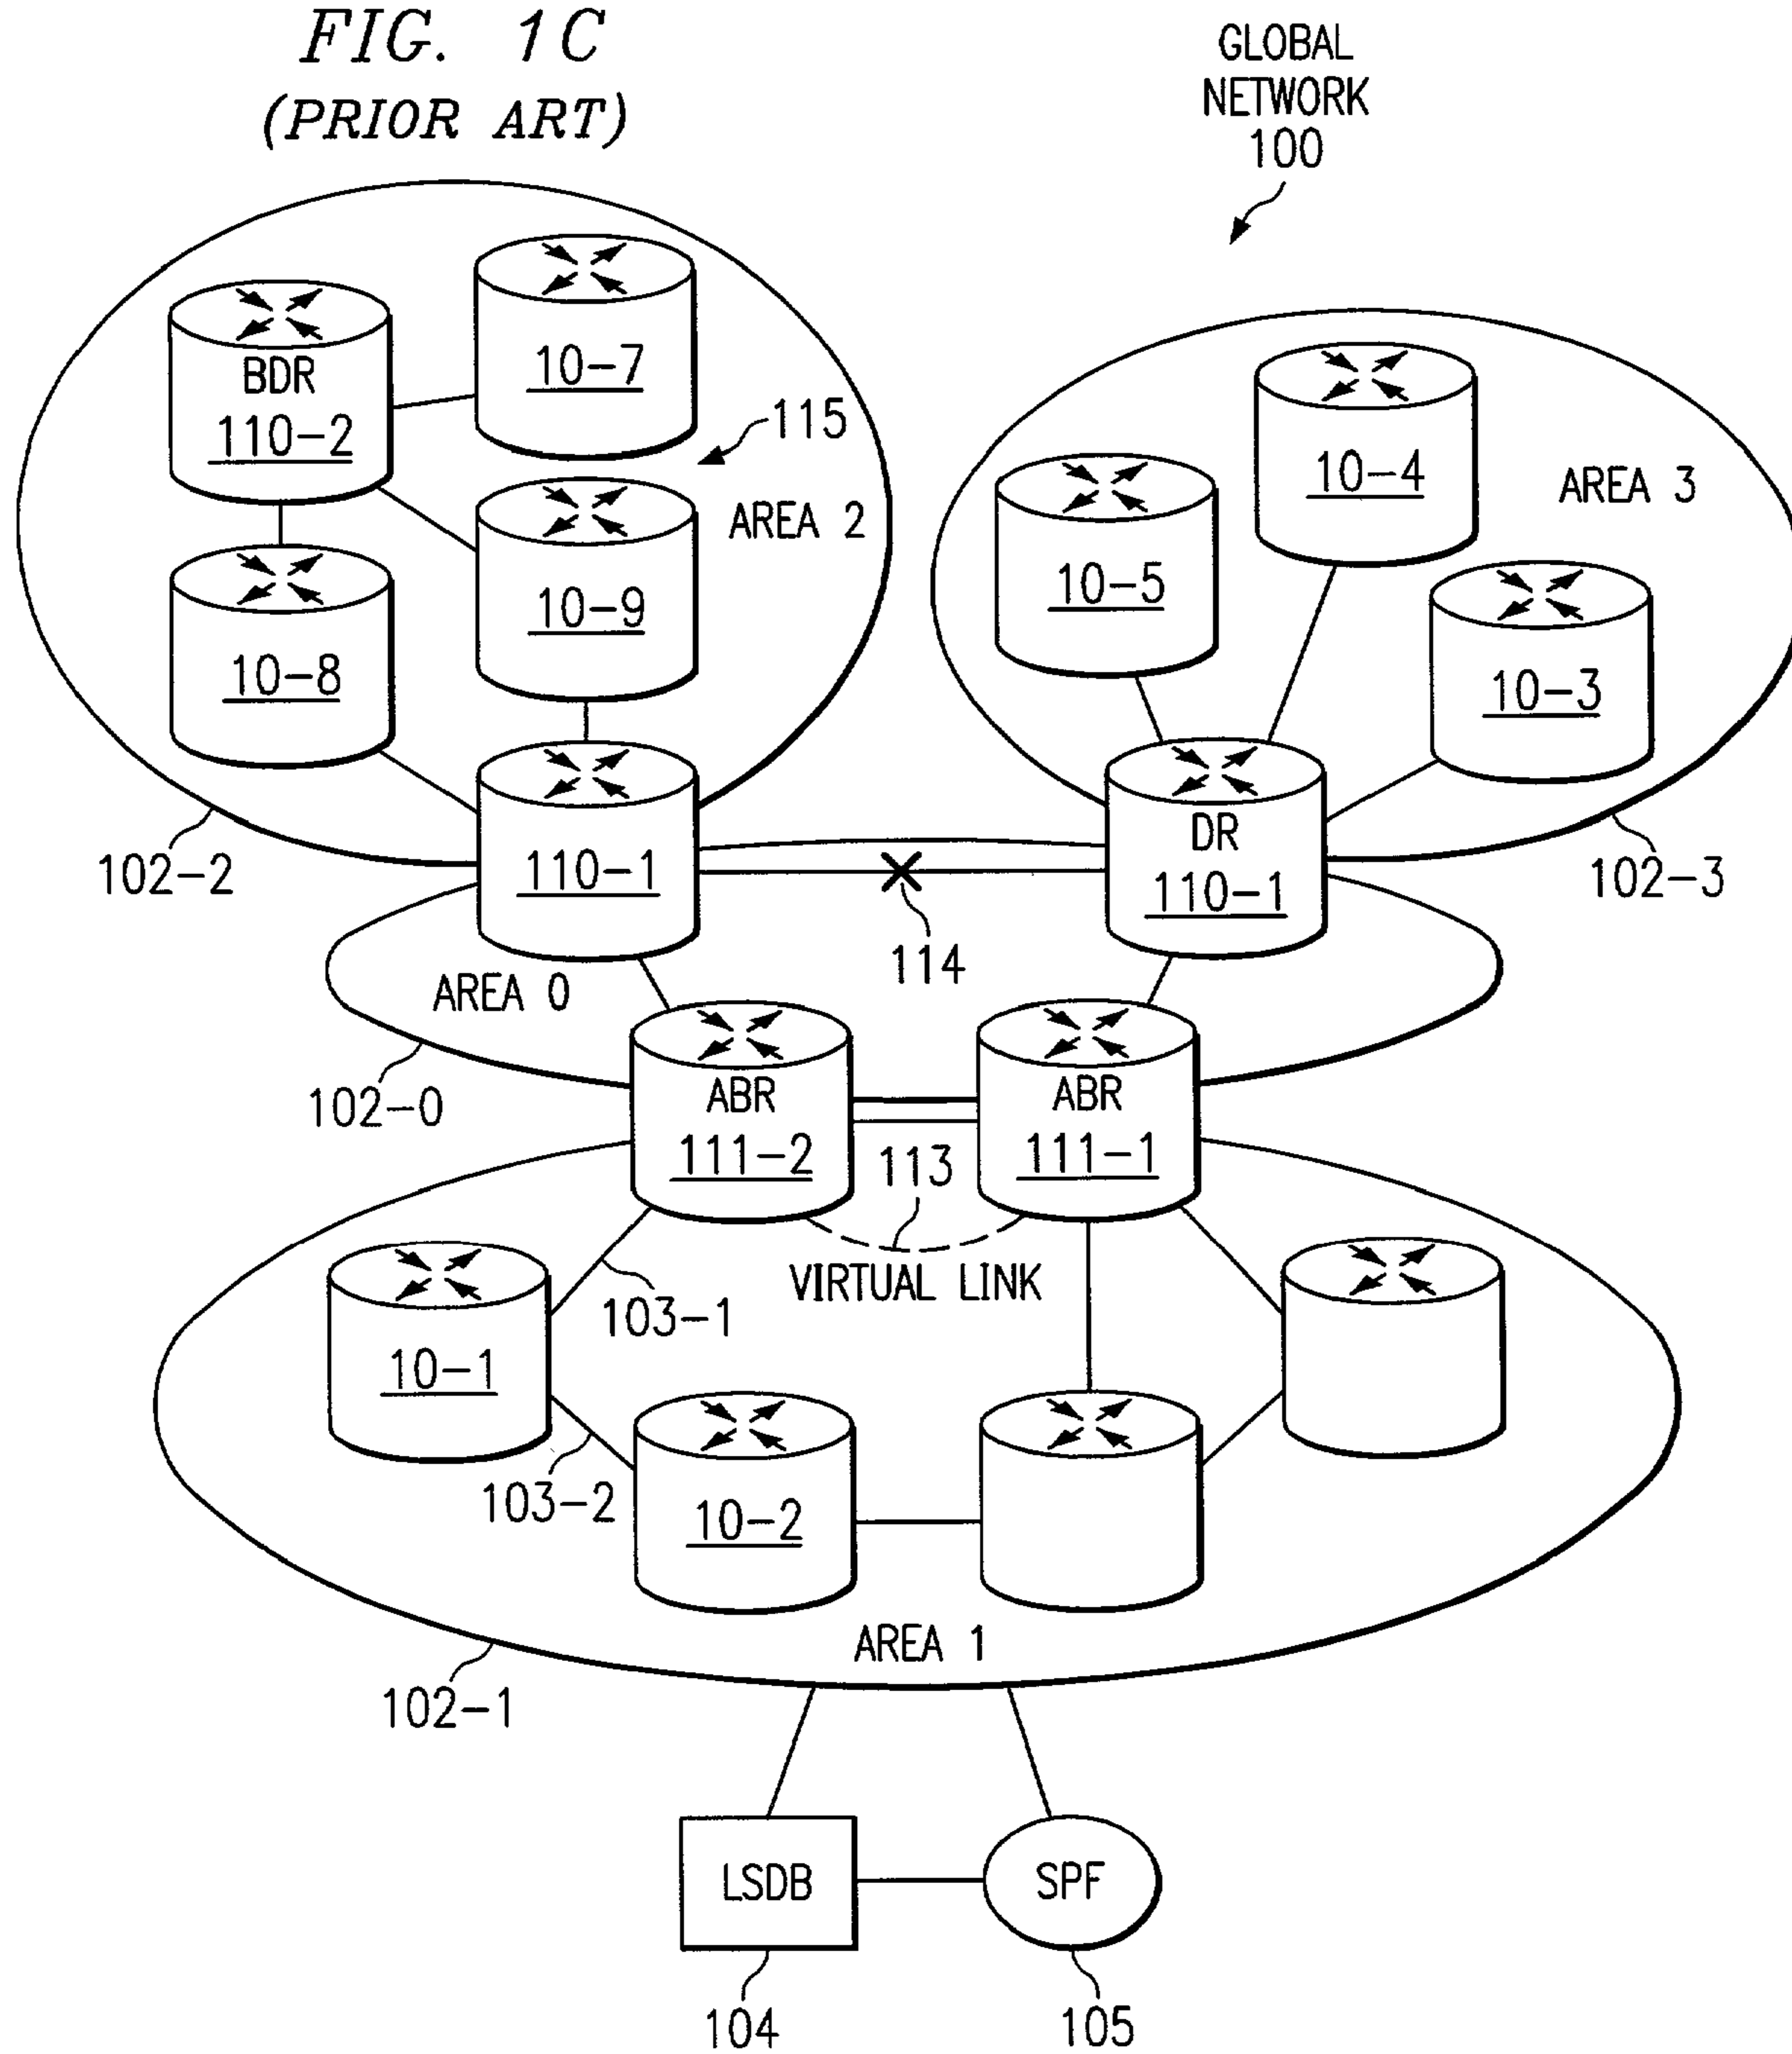 FIG. 1C
(PRIOR ART)
GLOBAL
NETWORK
100
10-7
BDR
110-2
115
AREA 2
10-9
10-8
10-4
AREA 3
10-5
10-3
102-2
110-1
DR
110-1
102-3
114
AREA 0
102-0
ABR
111-2
ABR
111-1
113
VIRTUAL LINK
103-1
10-1
103-2
10-2
AREA 1
102-1
LSDB
SPF
104
105